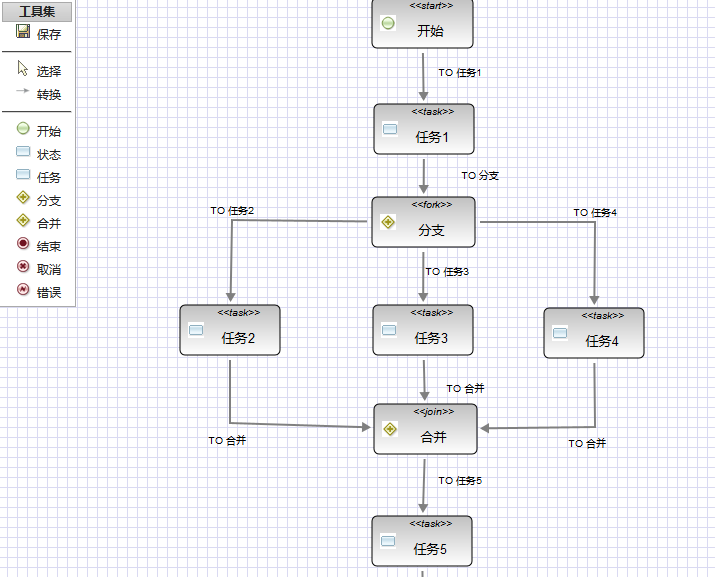 工具集
保存
选择
转换
开始
状态
任务
分支
合并
结束
取消
错误
<<start>>
开始
TO 任务1
<<task>>
任务1
TO 分支
<<fork>>
分支
TO 任务2
TO 任务4
TO 任务3
<<task>>
任务2
<<task>>
任务3
<<task>>
任务4
TO 合并
<<join>>
合并
TO 合并
TO 合并
TO 任务5
<<task>>
任务5